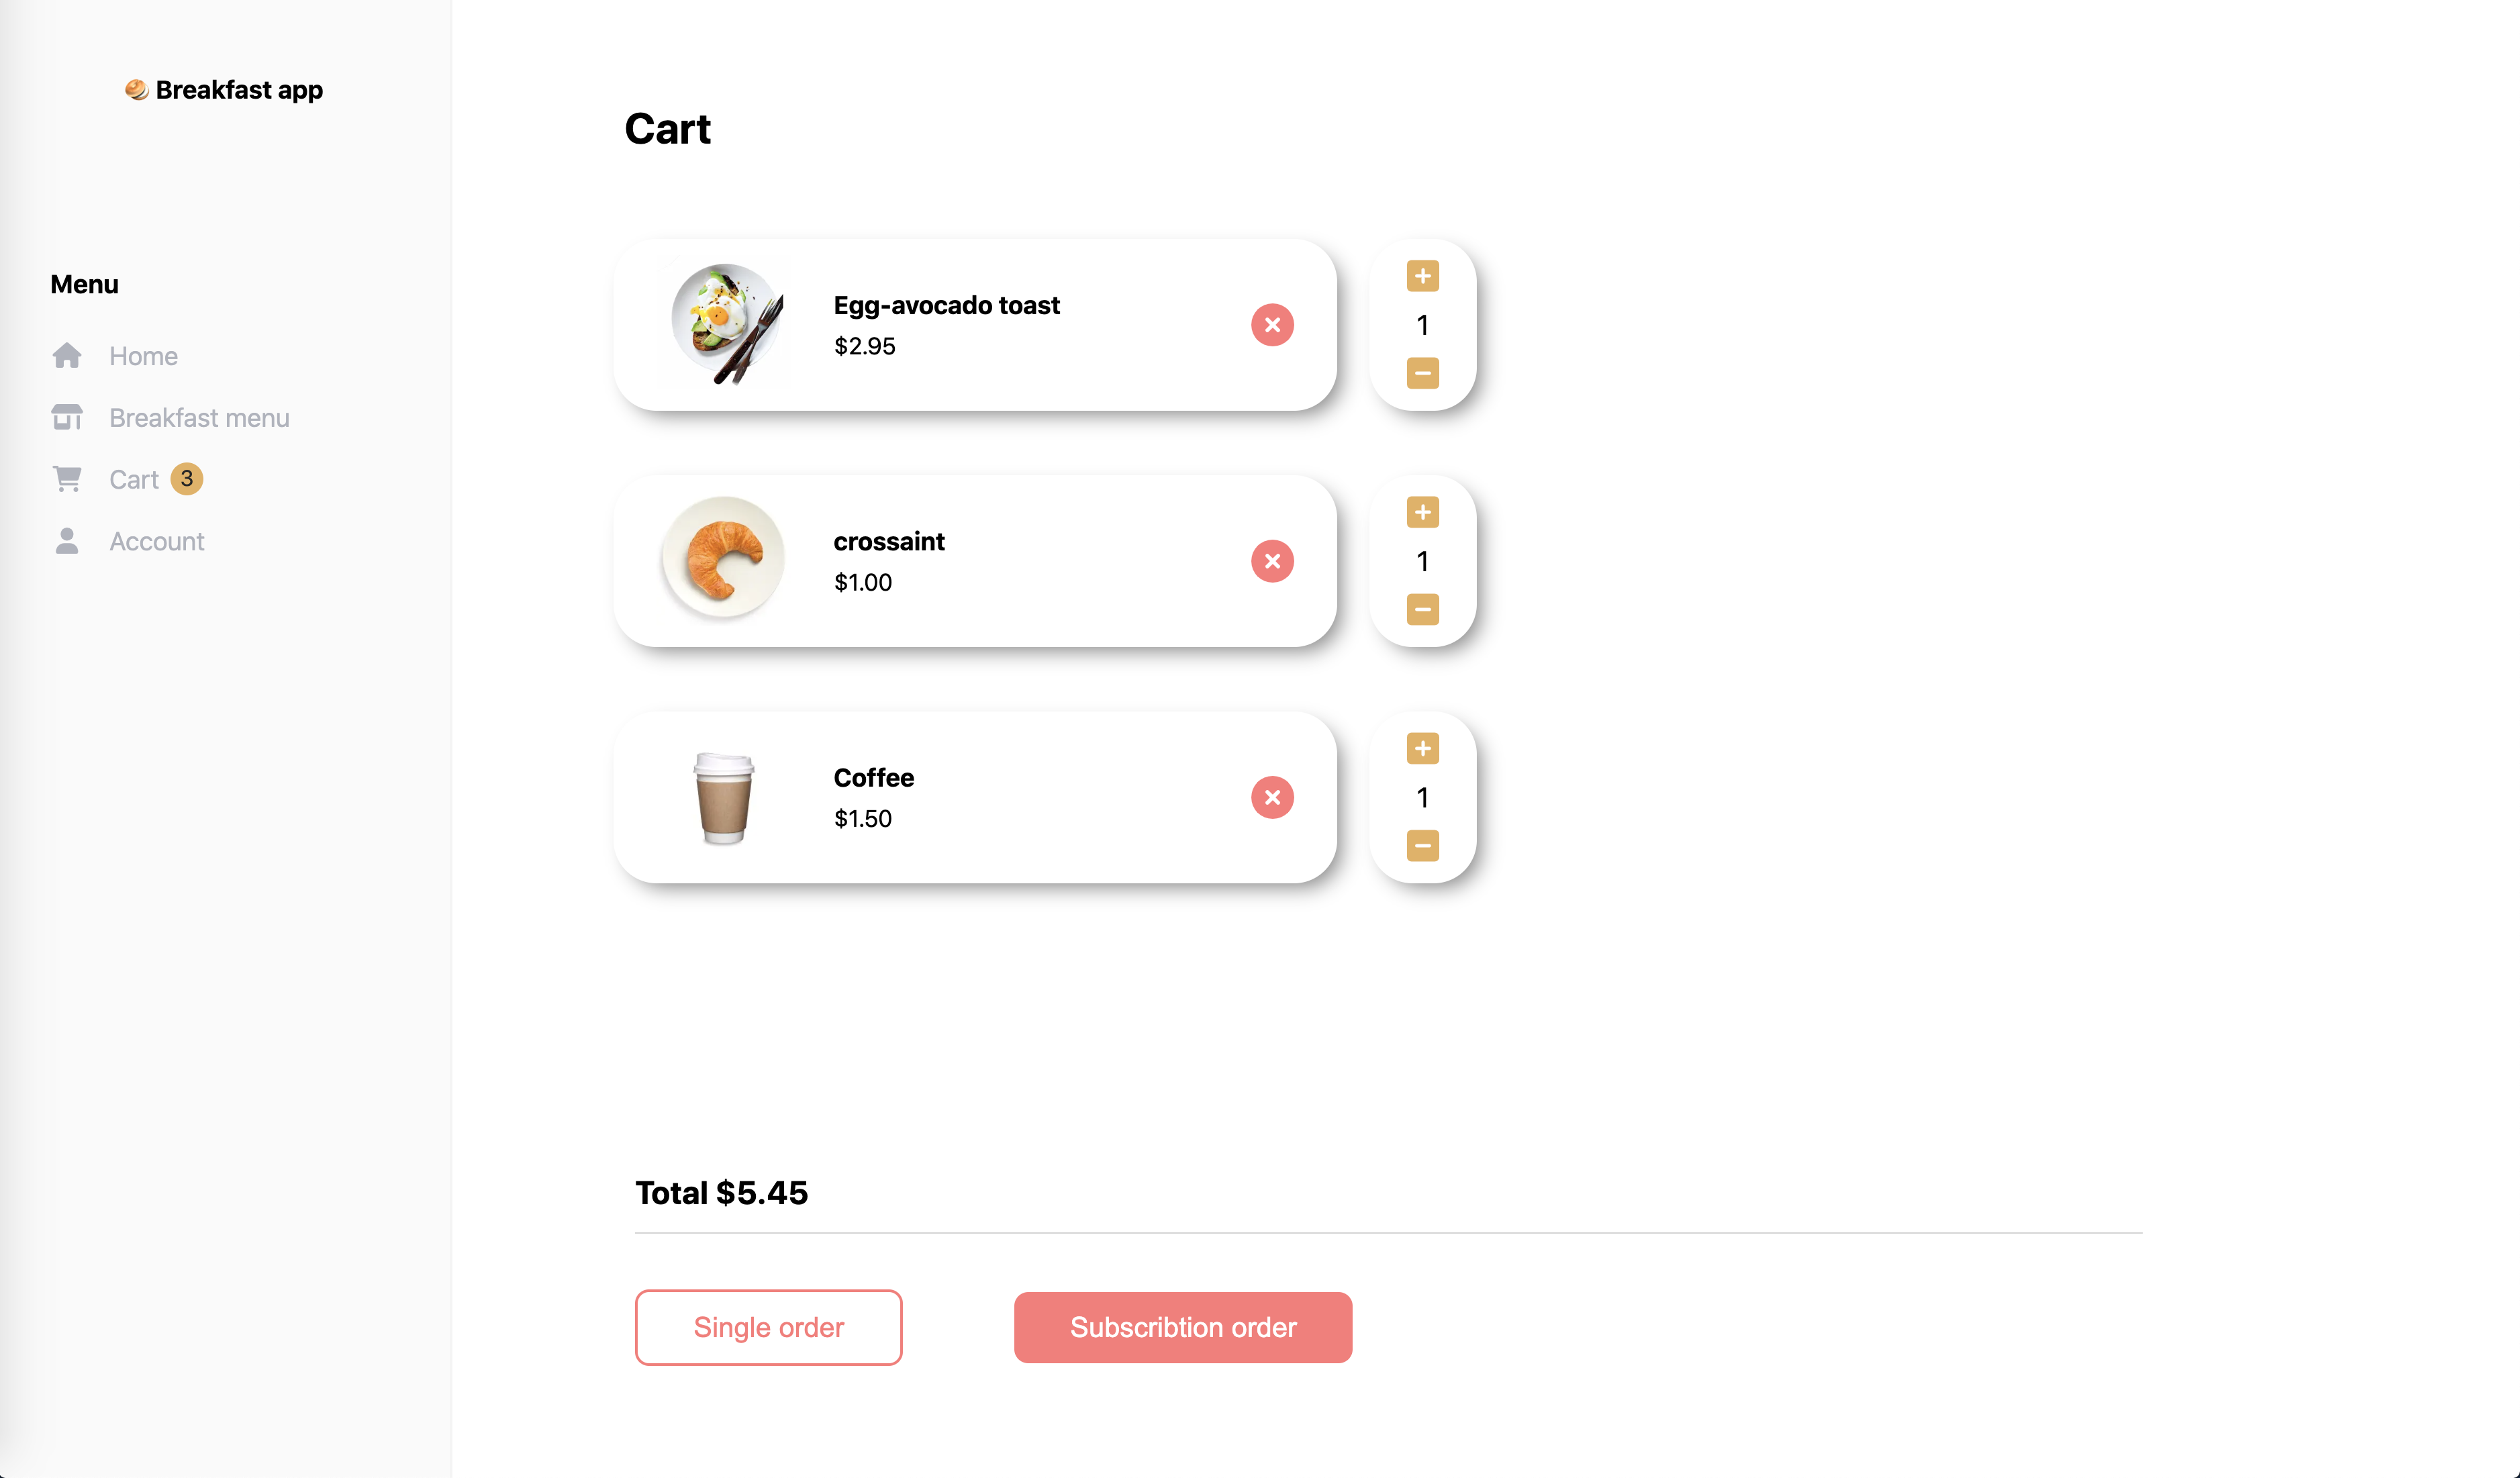 Breakfast app
Menu
Home
Breakfast menu
Cart 3
Account
Cart
Egg-avocado toast
$2.95
1
crossaint
$1.00
1
Coffee
$1.50
1
Total $5.45
Single order
Subscribtion order